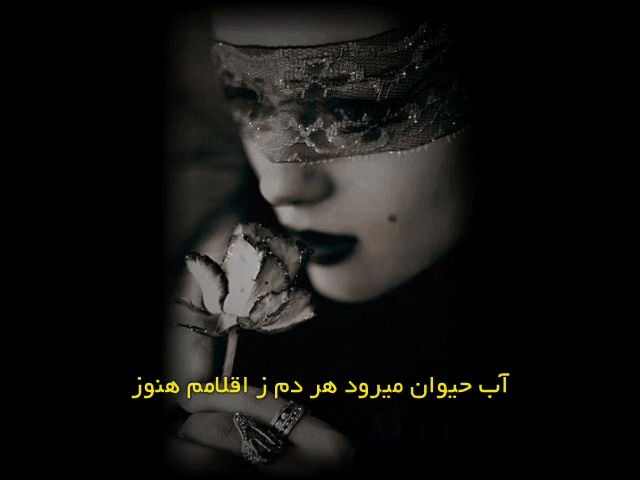 آب حیوان میرود هر دم ز اقلامم هنوز